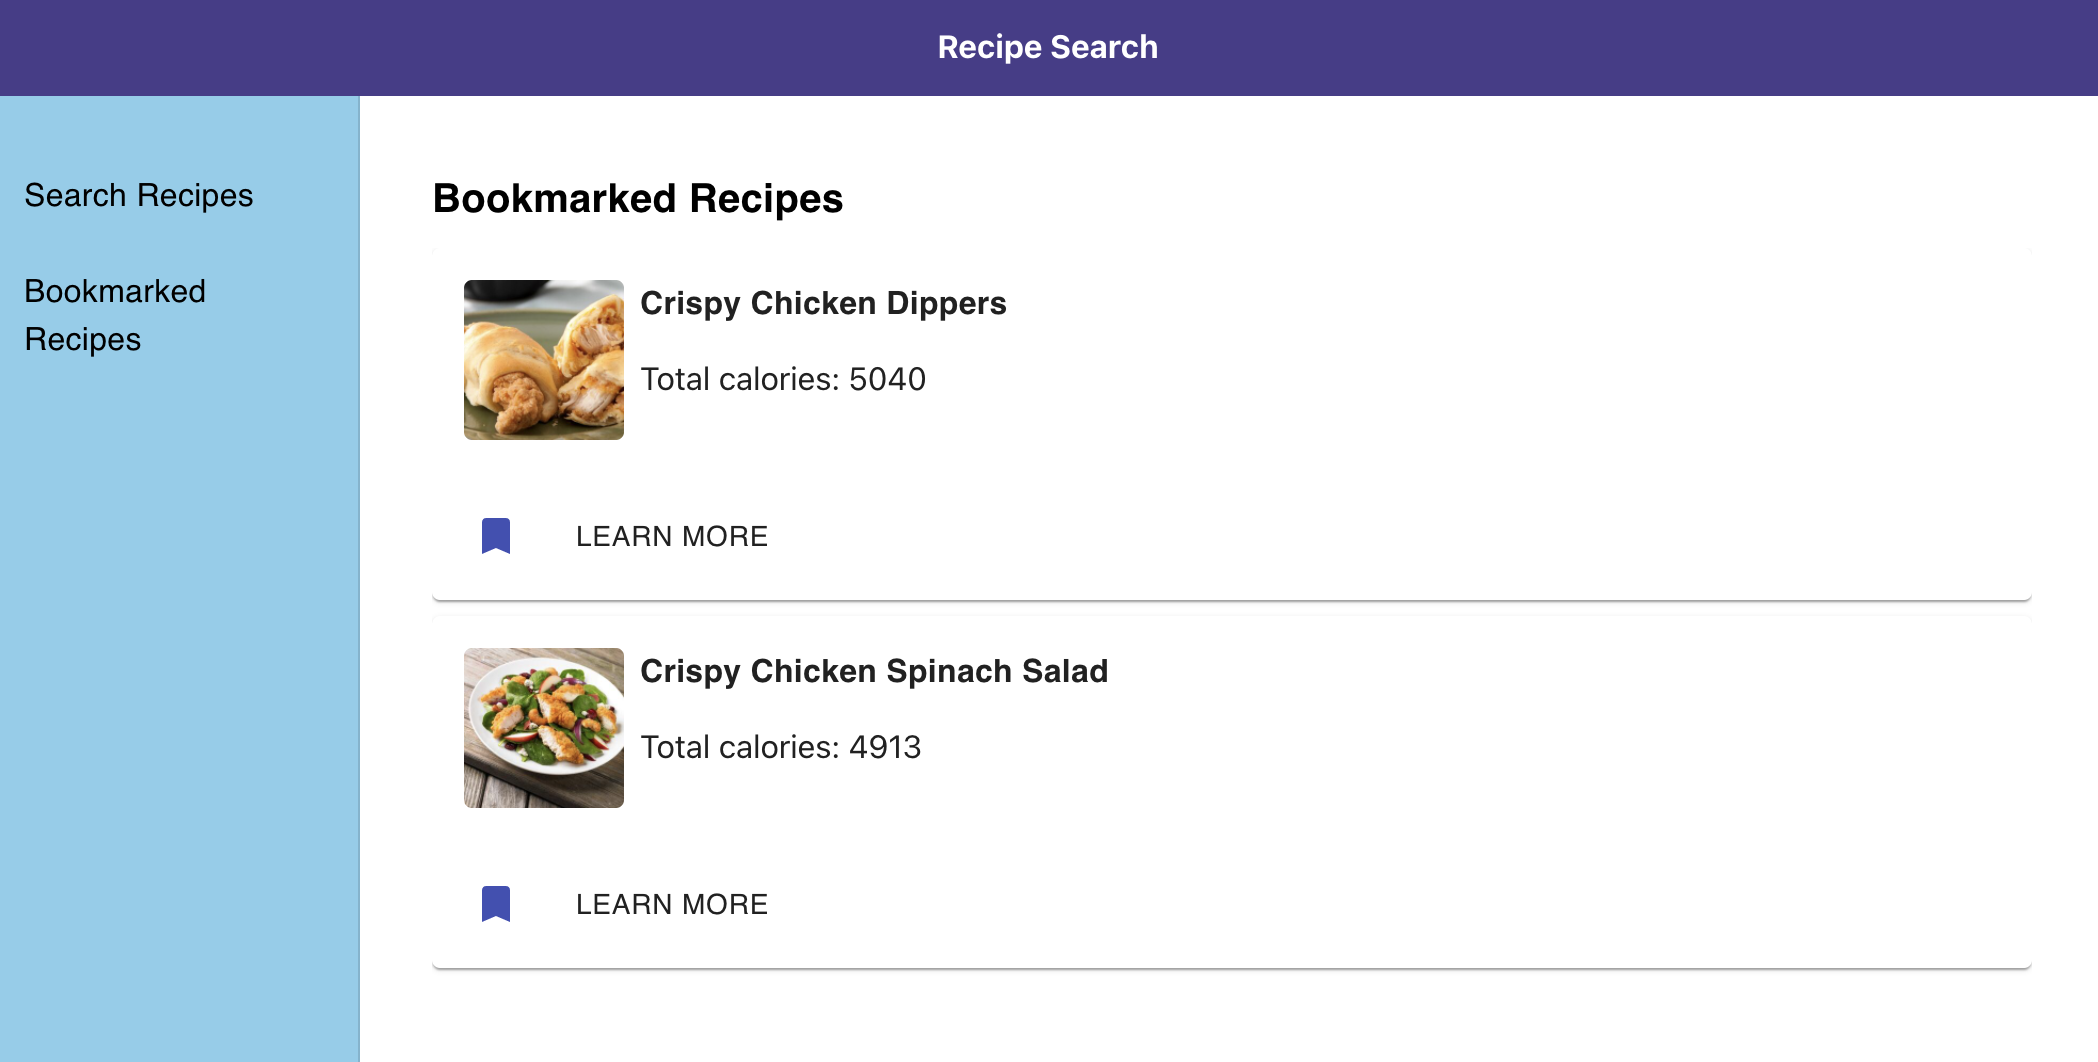 Recipe Search
Search Recipes
Bookmarked
Recipes
Bookmarked Recipes
Crispy Chicken Dippers
Total calories: 5040
LEARN MORE
Crispy Chicken Spinach Salad
Total calories: 4913
LEARN MORE